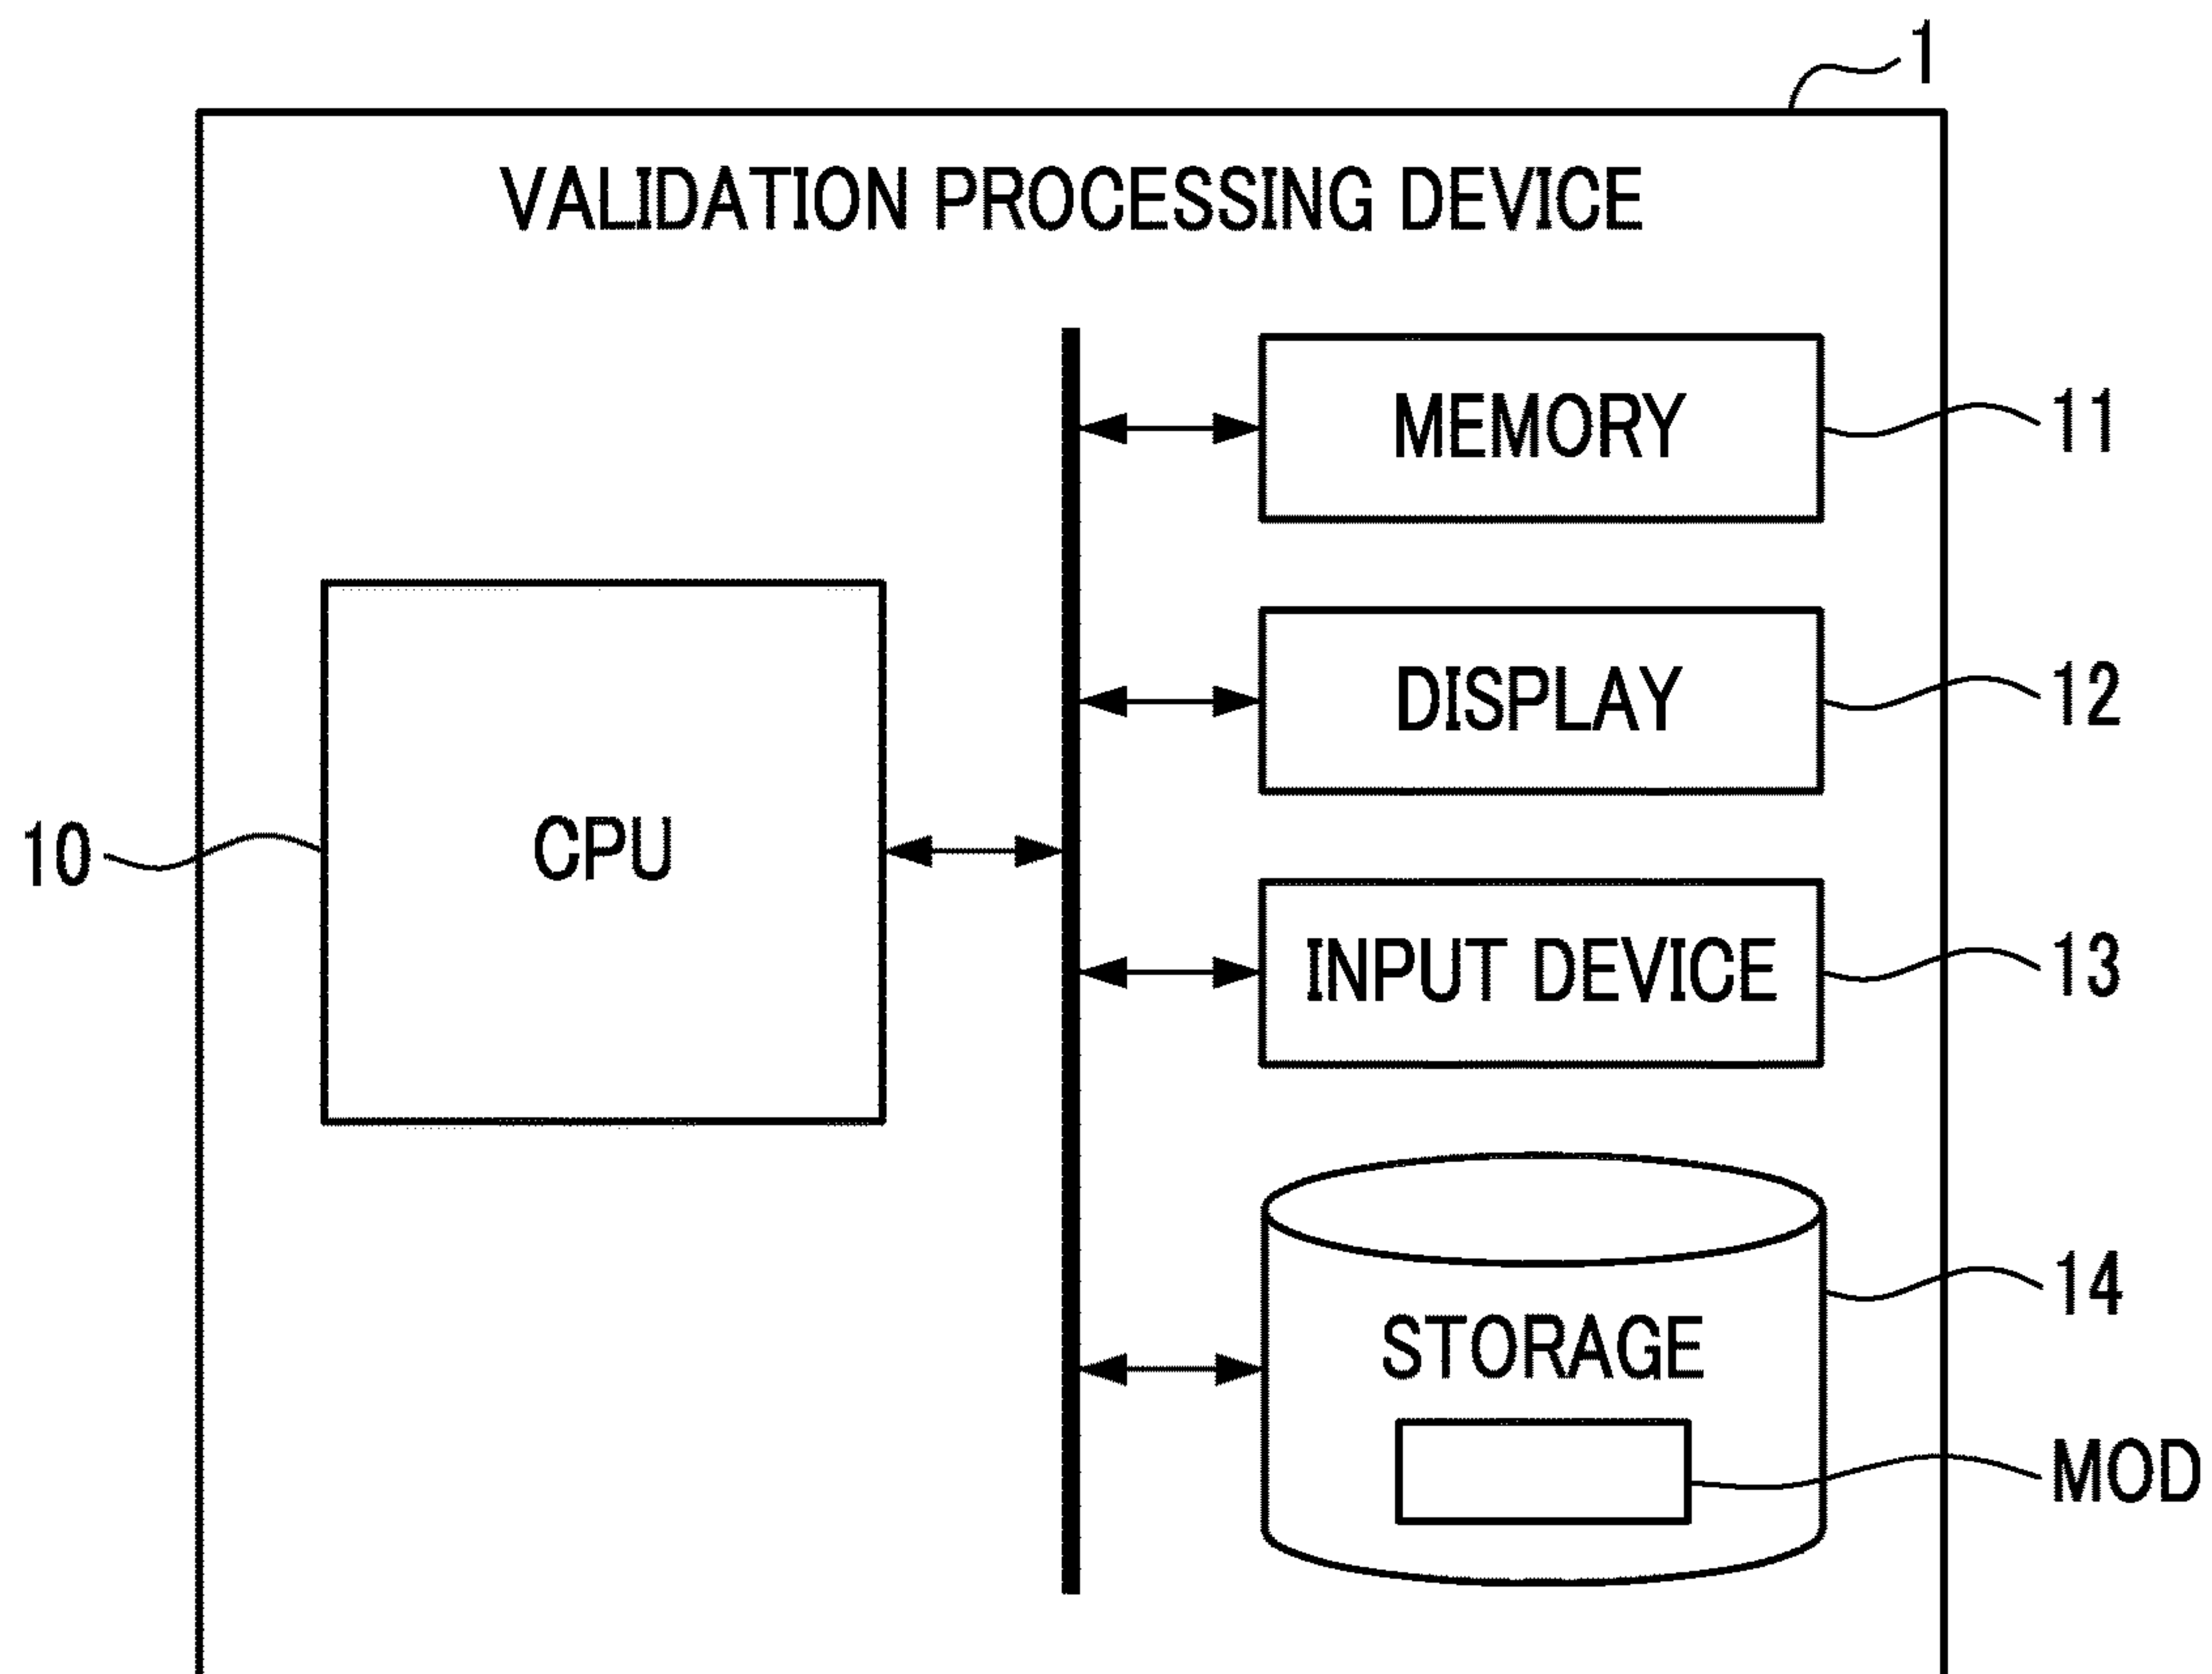 1
VALIDATION PROCESSING DEVICE
MEMORY
11
DISPLAY
12
10
CPU
INPUT DEVICE
13
14
STORAGE
MOD